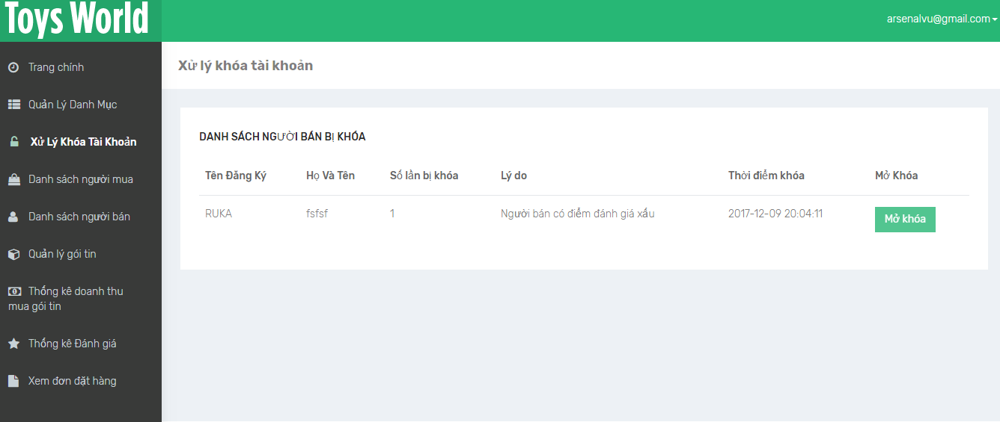 Toys World
arsenalvu@gmail.com
Trang chính
Quản Lý Danh Mục
Xử Lý Khóa Tài Khoản
Danh sách người mua
Danh sách người bán
Quản lý gói tin
Thống kê doanh thu
mua gói tin
Thống kê Đánh giá
Xem đơn đặt hàng
Xử lý khóa tài khoản
DANH SÁCH NGƯỜI BÁN BỊ KHÓA
Tên Đăng Ký Họ Và Tên Số lần bị khóa Lý do Thời điểm khóa Mở Khóa
RUKA fsfsf 1 Người bán có điểm đánh giá xấu 2017-12-09 20:04:11 Mở khóa